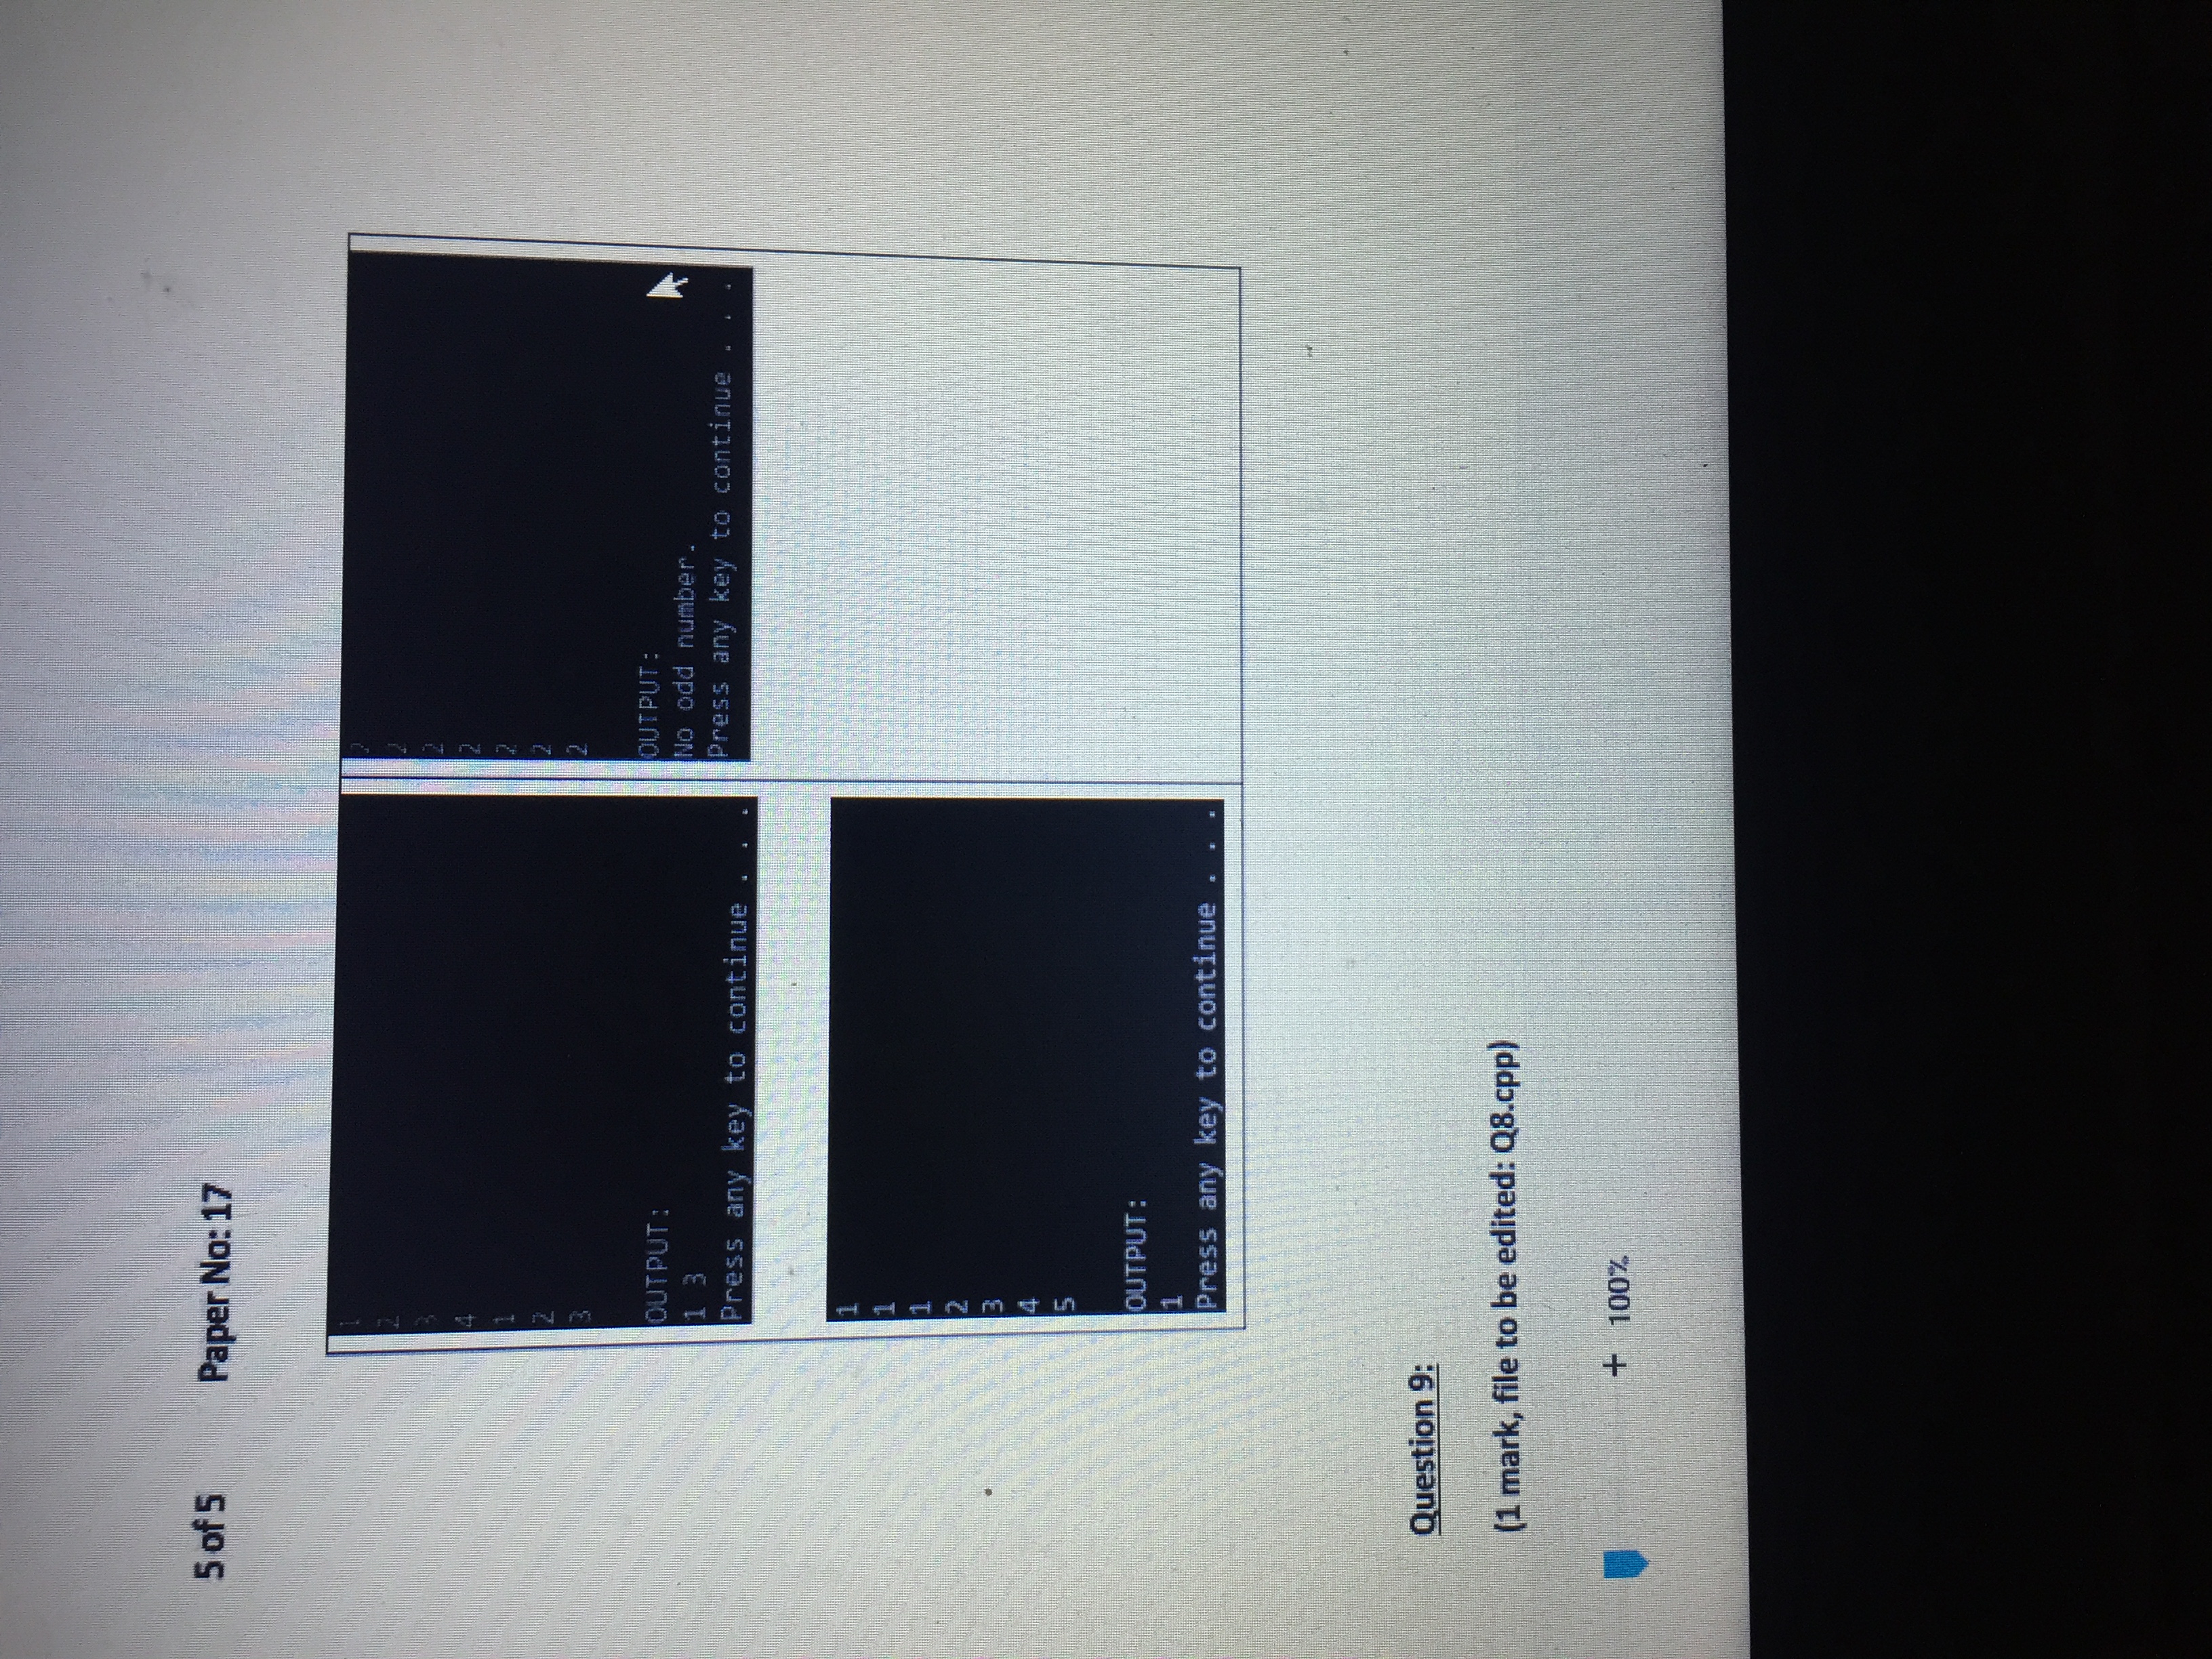 5 of 5 Paper No: 17
1
2
3
4
1
2
3
OUTPUT:
1 3
Press any key to continue . . .
2
2
2
2
2
2
2
OUTPUT:
No odd number.
Press any key to continue . . .
1
1
1
2
3
4
5
OUTPUT:
1
Press any key to continue . . .
Question 9:
(1 mark, file to be edited: Q8.cpp)
+ 100%